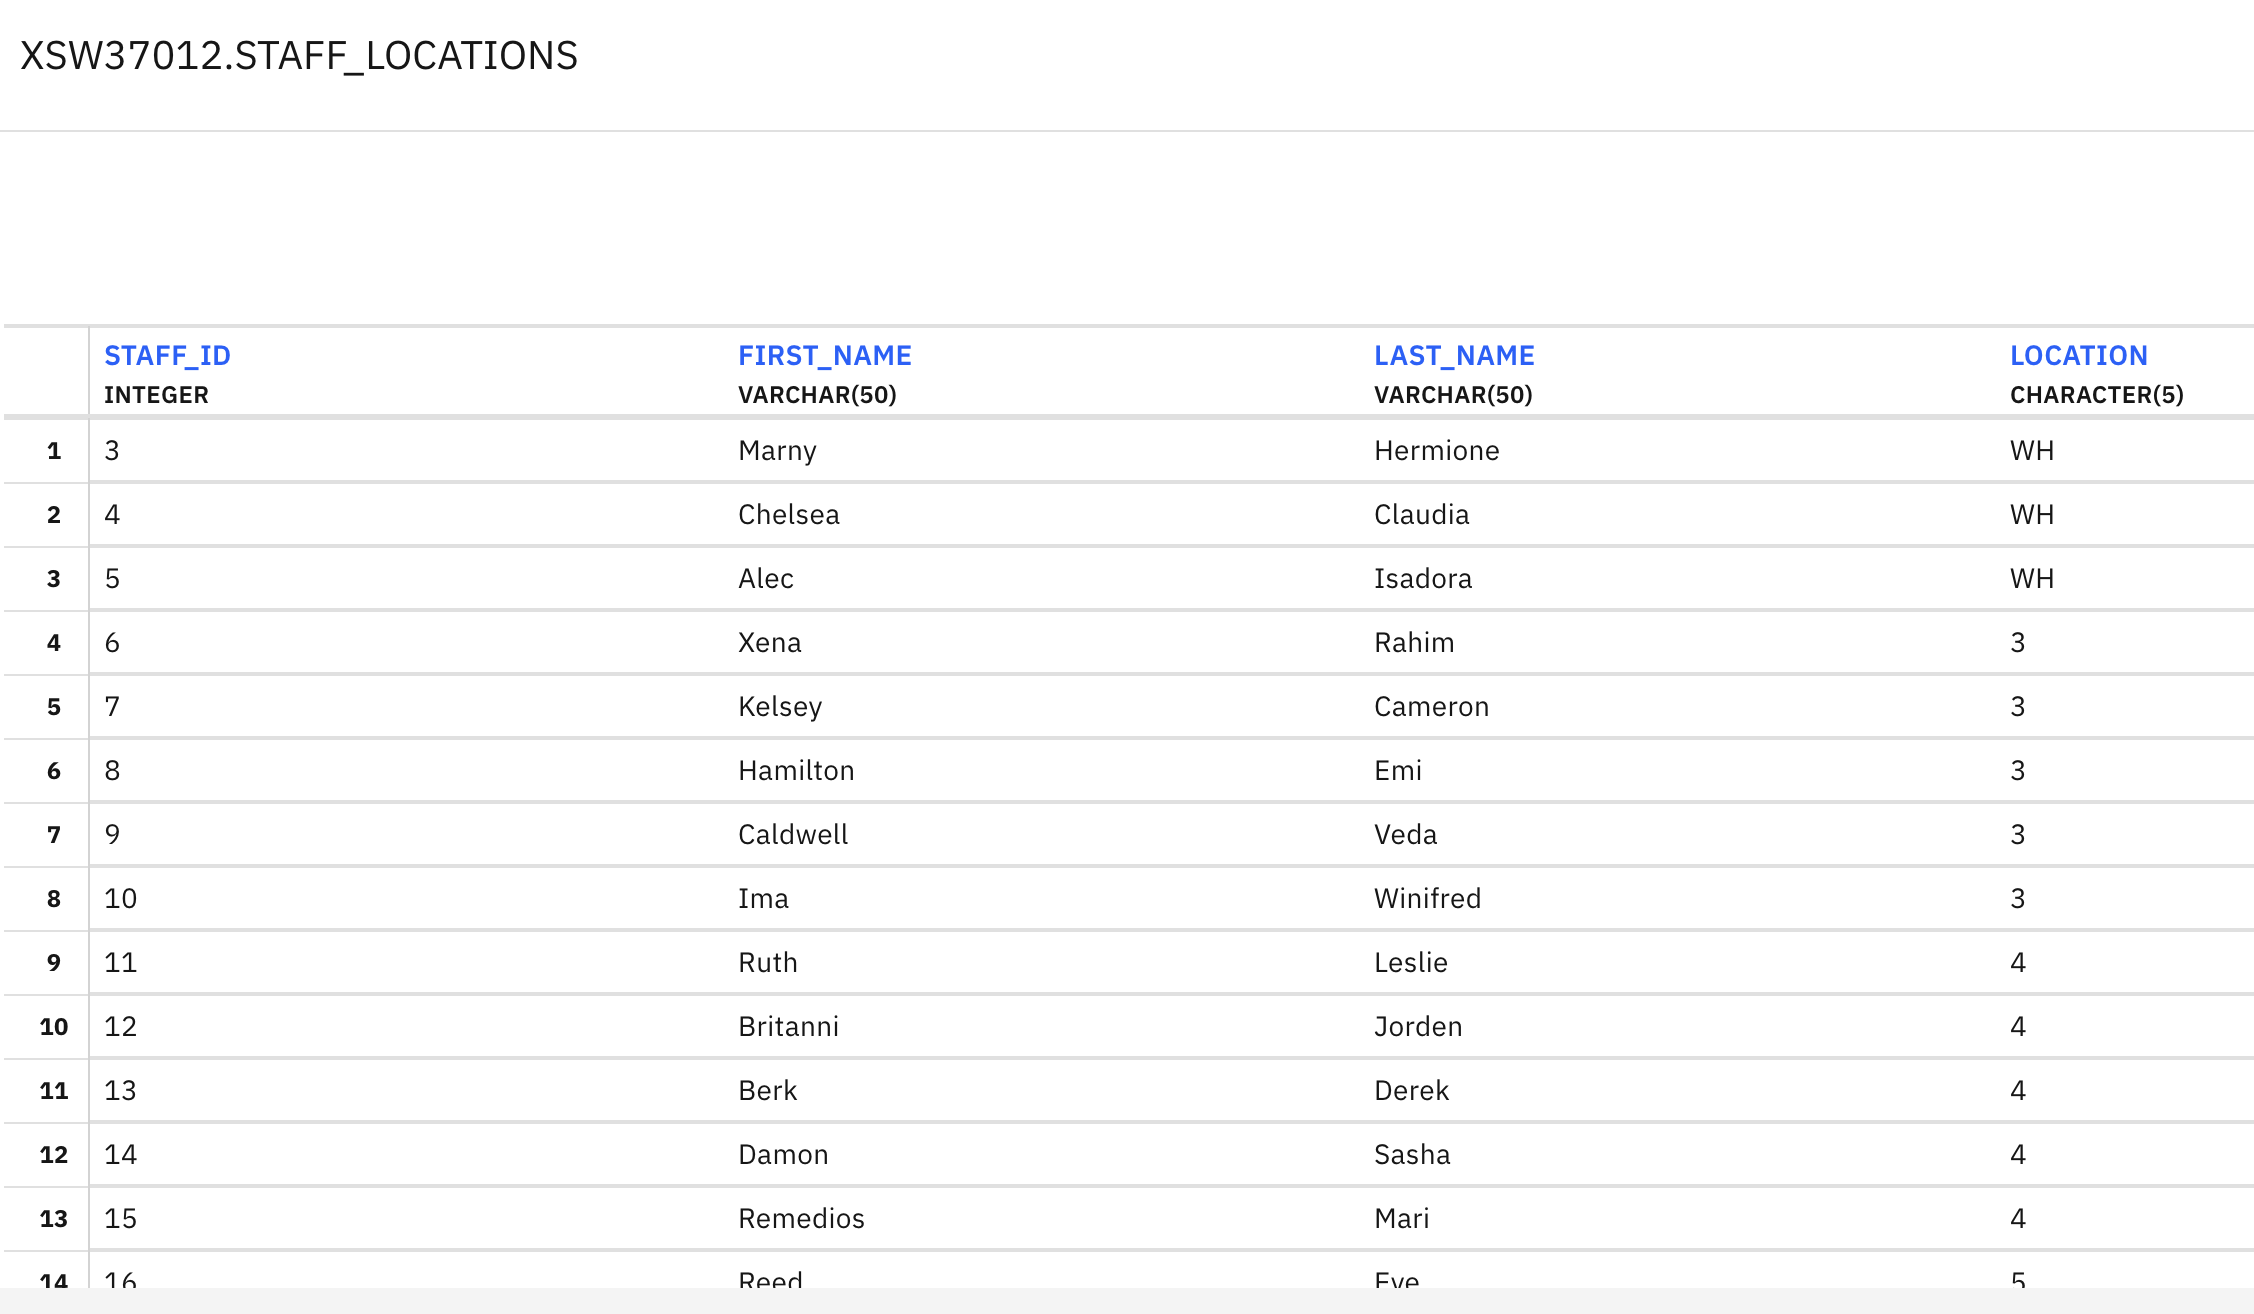 XSW37012.STAFF_LOCATIONS
STAFF_ID FIRST_NAME LAST_NAME LOCATION
INTEGER VARCHAR(50) VARCHAR(50) CHARACTER(5)
1 3 Marny Hermione WH
2 4 Chelsea Claudia WH
3 5 Alec Isadora WH
4 6 Xena Rahim 3
5 7 Kelsey Cameron 3
6 8 Hamilton Emi 3
7 9 Caldwell Veda 3
8 10 Ima Winifred 3
9 11 Ruth Leslie 4
10 12 Britanni Jorden 4
11 13 Berk Derek 4
12 14 Damon Sasha 4
13 15 Remedios Mari 4
14 16 Reed Eve 5